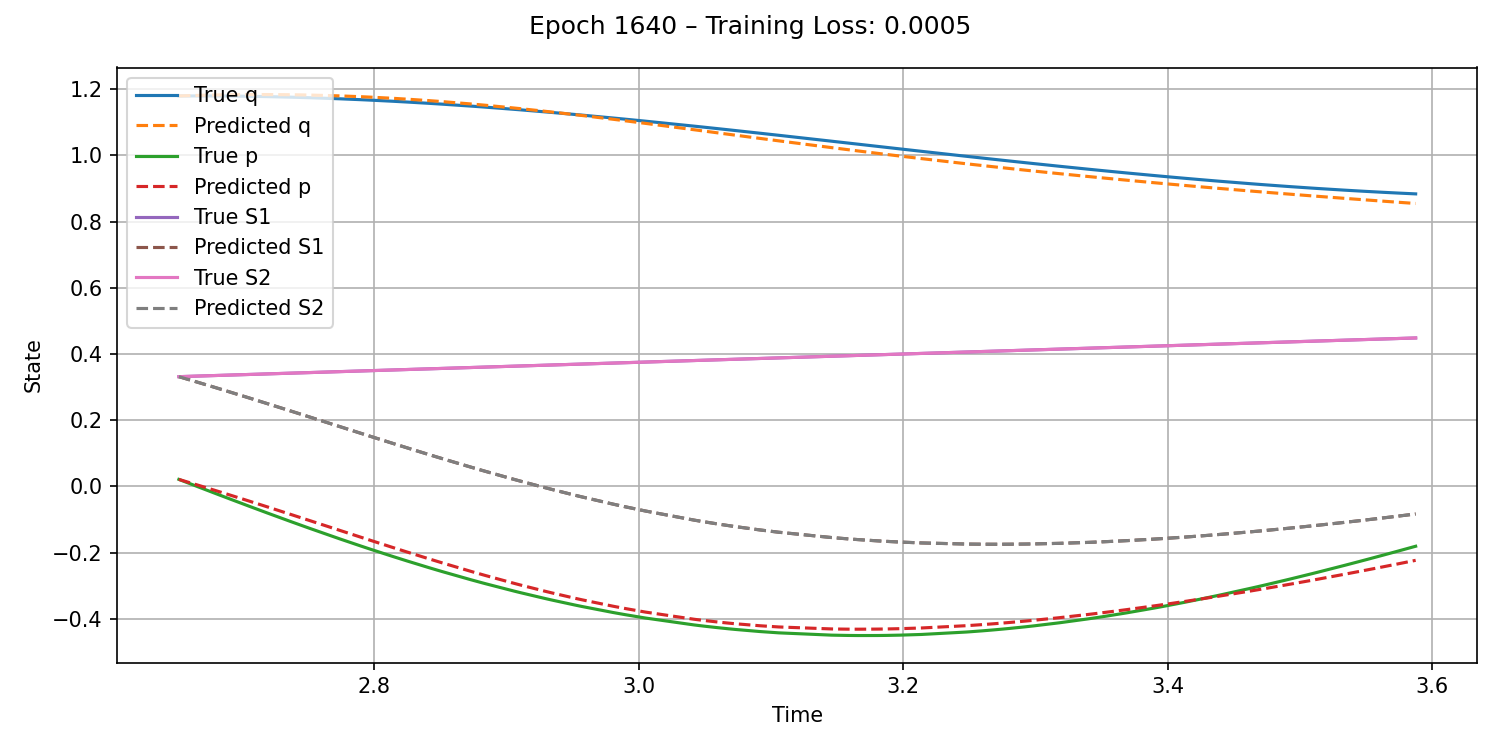 Epoch 1640 – Training Loss: 0.0005
1.2
1.0
0.8
0.6
0.4
0.2
0.0
−0.2
−0.4
State
True q
Predicted q
True p
Predicted p
True S1
Predicted S1
True S2
Predicted S2
2.8 3.0 3.2 3.4 3.6
Time